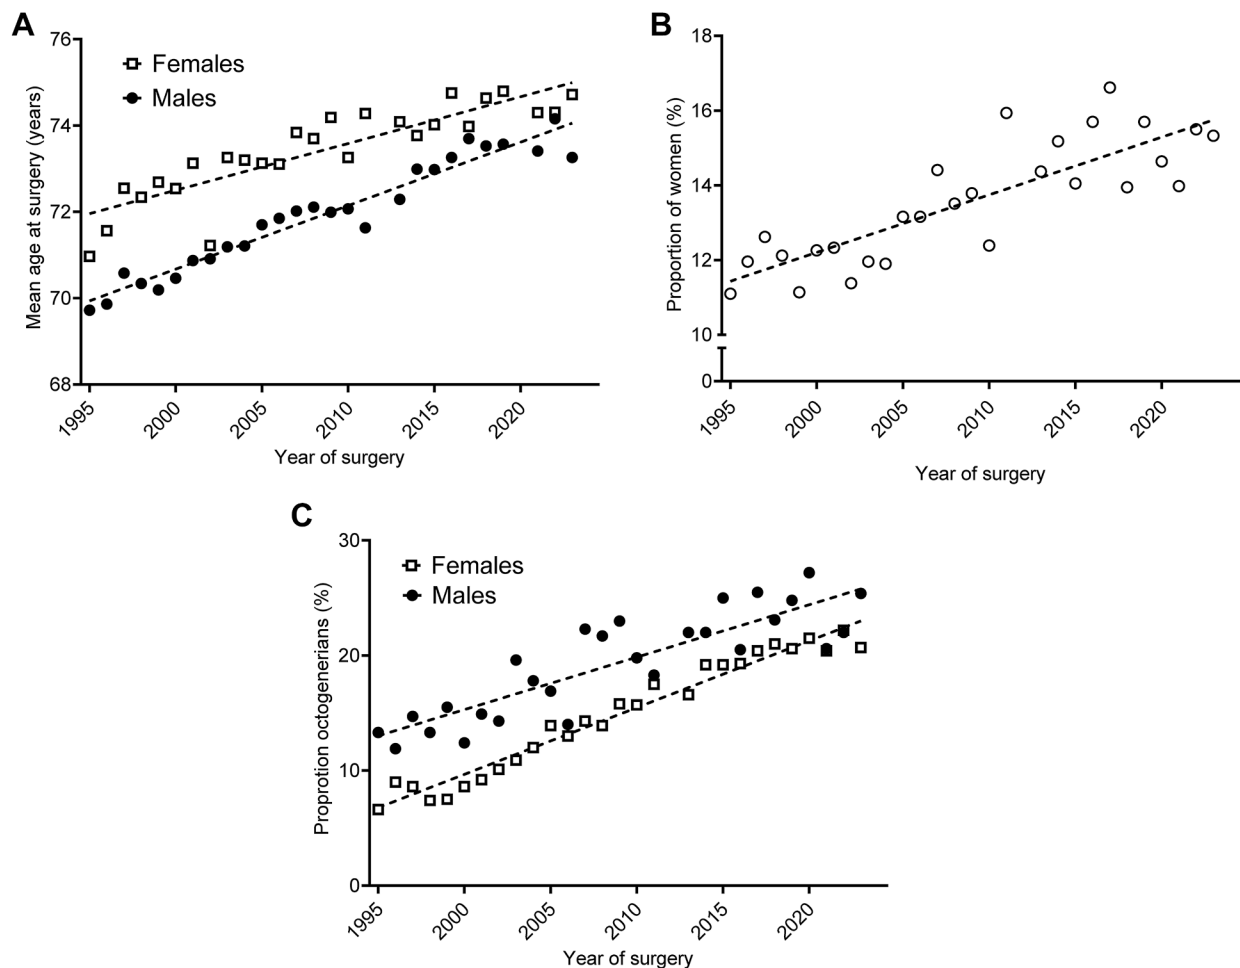 A
76
74
72
70
68
Mean age at surgery (years)
Females
Males
1995
2000
2005
2010
2015
2020
Year of surgery
B
18
16
14
12
10
0
Proportion of women (%)
1995
2000
2005
2010
2015
2020
Year of surgery
C
30
20
10
0
Proprotion octogenerians (%)
Females
Males
1995
2000
2005
2010
2015
2020
Year of surgery